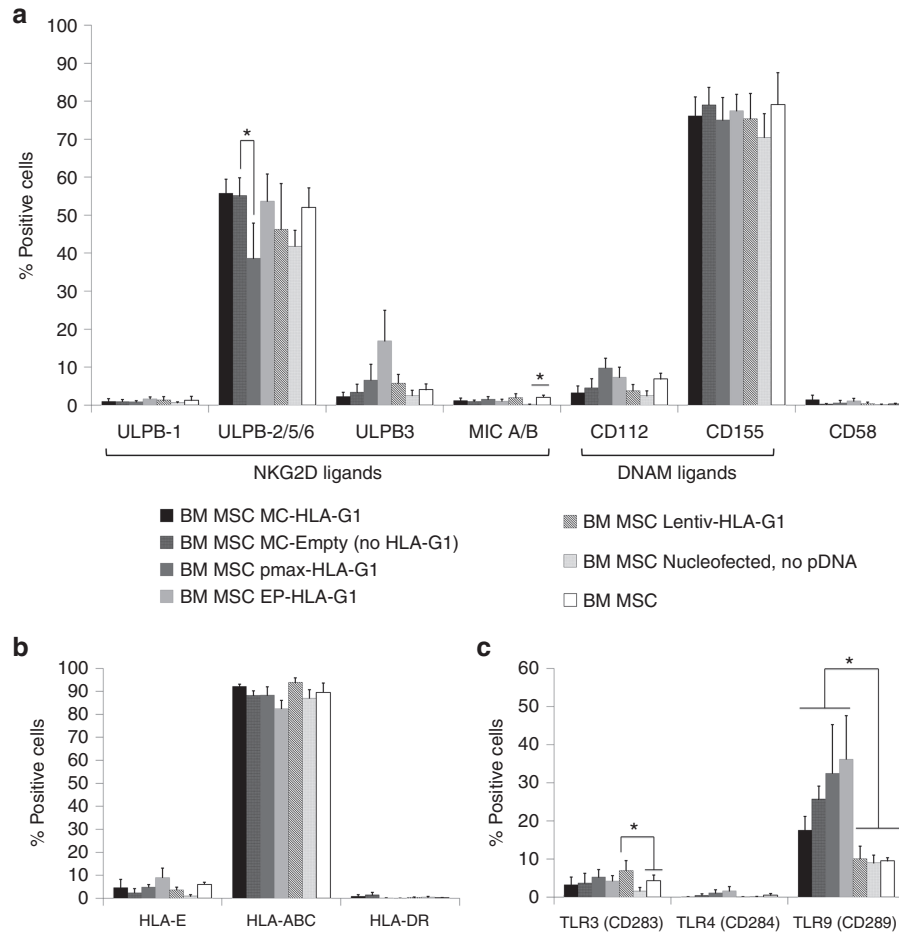 a
% Positive cells
100
90
80
70
60
50
40
30
20
10
0
*
*
ULPB-1 ULPB-2/5/6 ULPB3 MIC A/B CD112 CD155 CD58
NKG2D ligands DNAM ligands
BM MSC MC-HLA-G1
BM MSC MC-Empty (no HLA-G1)
BM MSC pmax-HLA-G1
BM MSC EP-HLA-G1
BM MSC Lentiv-HLA-G1
BM MSC Nucleofected, no pDNA
BM MSC
b
% Positive cells
100
90
80
70
60
50
40
30
20
10
0
HLA-E HLA-ABC HLA-DR
c
% Positive cells
60
50
40
30
20
10
0
*
*
TLR3 (CD283) TLR4 (CD284) TLR9 (CD289)